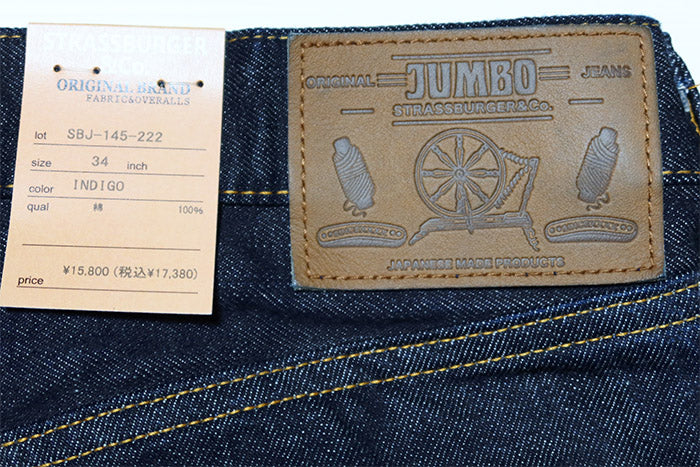 STRASSBURGER
& Co.
ORIGINAL BRAND
FABRIC&OVERALLS
lot SBJ-145-222
size 34 inch
color INDIGO
qual 綿 100%
price ¥15,800 (税込¥17,380)
ORIGINAL JUMBO JEANS
STRASSBURGER&Co.
JAPANESE MADE PRODUCTS